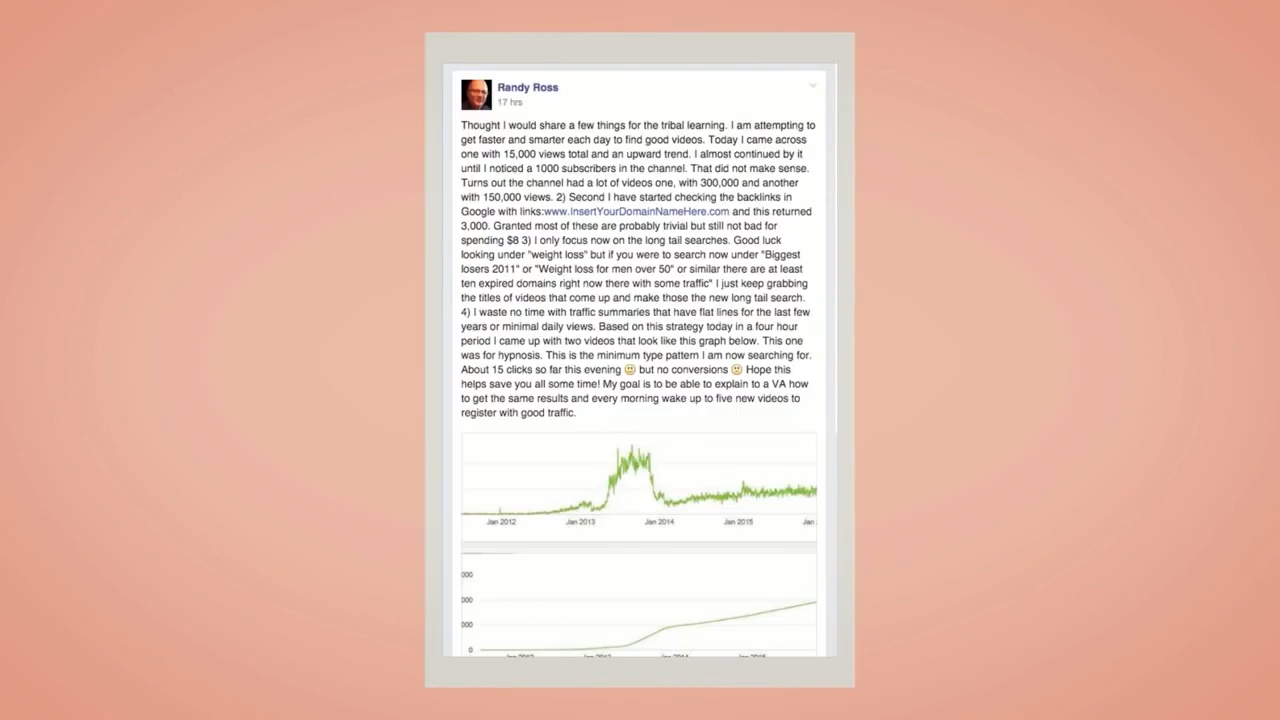 Randy Ross
17 hrs
Thought I would share a few things for the tribal learning. I am attempting to
get faster and smarter each day to find good videos. Today I came across
one with 15,000 views total and an upward trend. I almost continued by it
until I noticed a 1000 subscribers in the channel. That did not make sense.
Turns out the channel had a lot of videos one, with 300,000 and another
with 150,000 views. 2) Second I have started checking the backlinks in
Google with links:www.InsertYourDomainNameHere.com and this returned
3,000. Granted most of these are probably trivial but still not bad for
spending $8 3) I only focus now on the long tail searches. Good luck
looking under "weight loss" but if you were to search now under "Biggest
losers 2011" or "Weight loss for men over 50" or similar there are at least
ten expired domains right now there with some traffic" I just keep grabbing
the titles of videos that come up and make those the new long tail search.
4) I waste no time with traffic summaries that have flat lines for the last few
years or minimal daily views. Based on this strategy today in a four hour
period I came up with two videos that look like this graph below. This one
was for hypnosis. This is the minimum type pattern I am now searching for.
About 15 clicks so far this evening 🙂 but no conversions 🙁 Hope this
helps save you all some time! My goal is to be able to explain to a VA how
to get the same results and every morning wake up to five new videos to
register with good traffic.
Jan 2012 Jan 2013 Jan 2014 Jan 2015 Jan
000
000
000
0
Jan 2012 Jan 2013 Jan 2014 Jan 2015